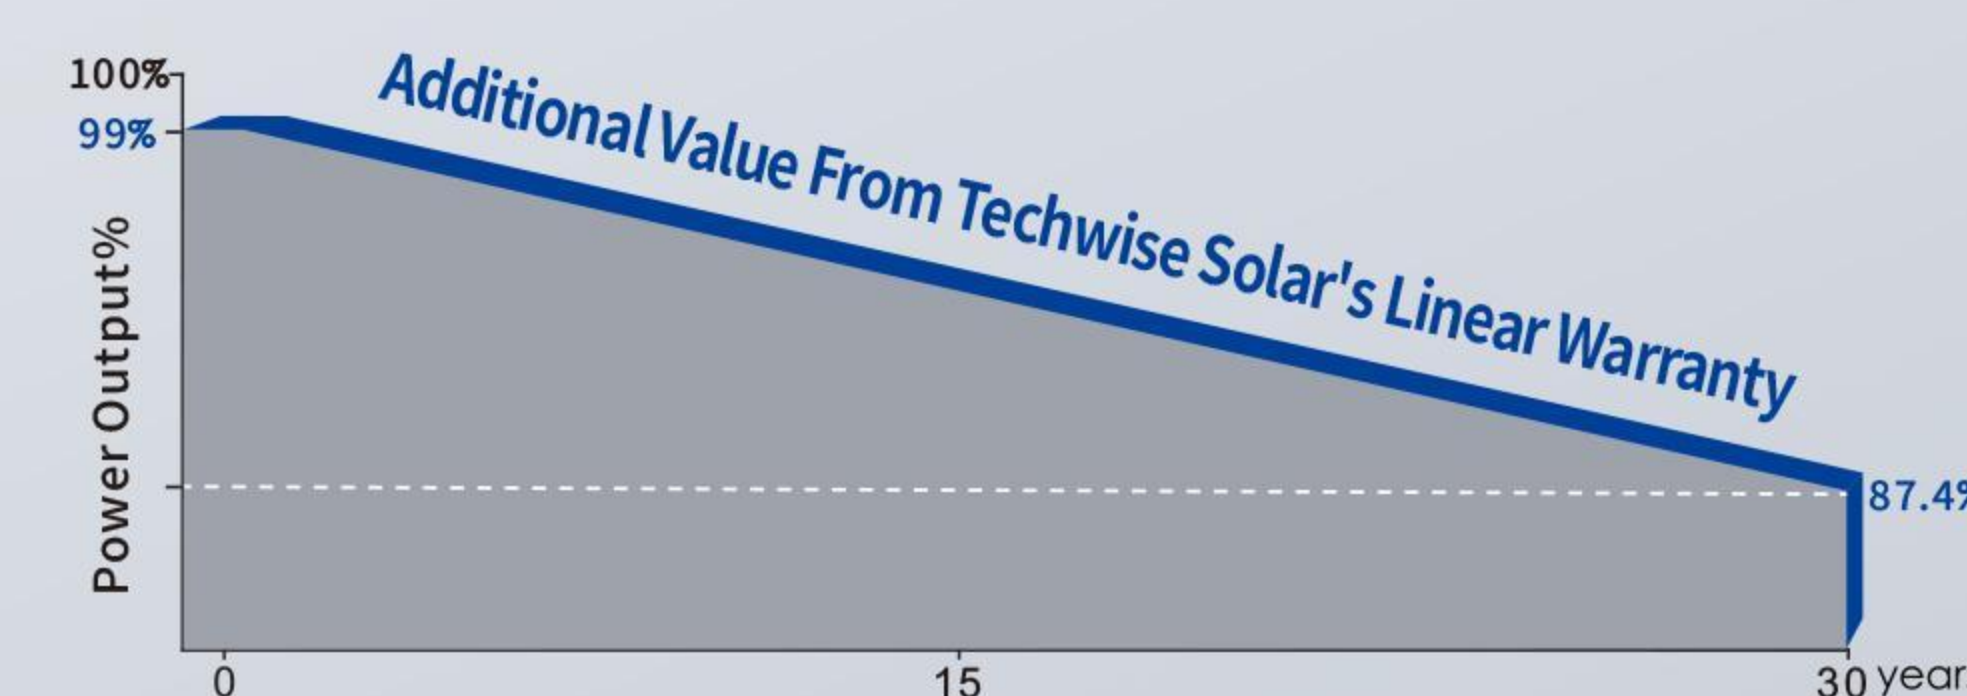 100%
99%
Power Output%
Additional Value From Techwise Solar's Linear Warranty
87.4%
0
15
30 year